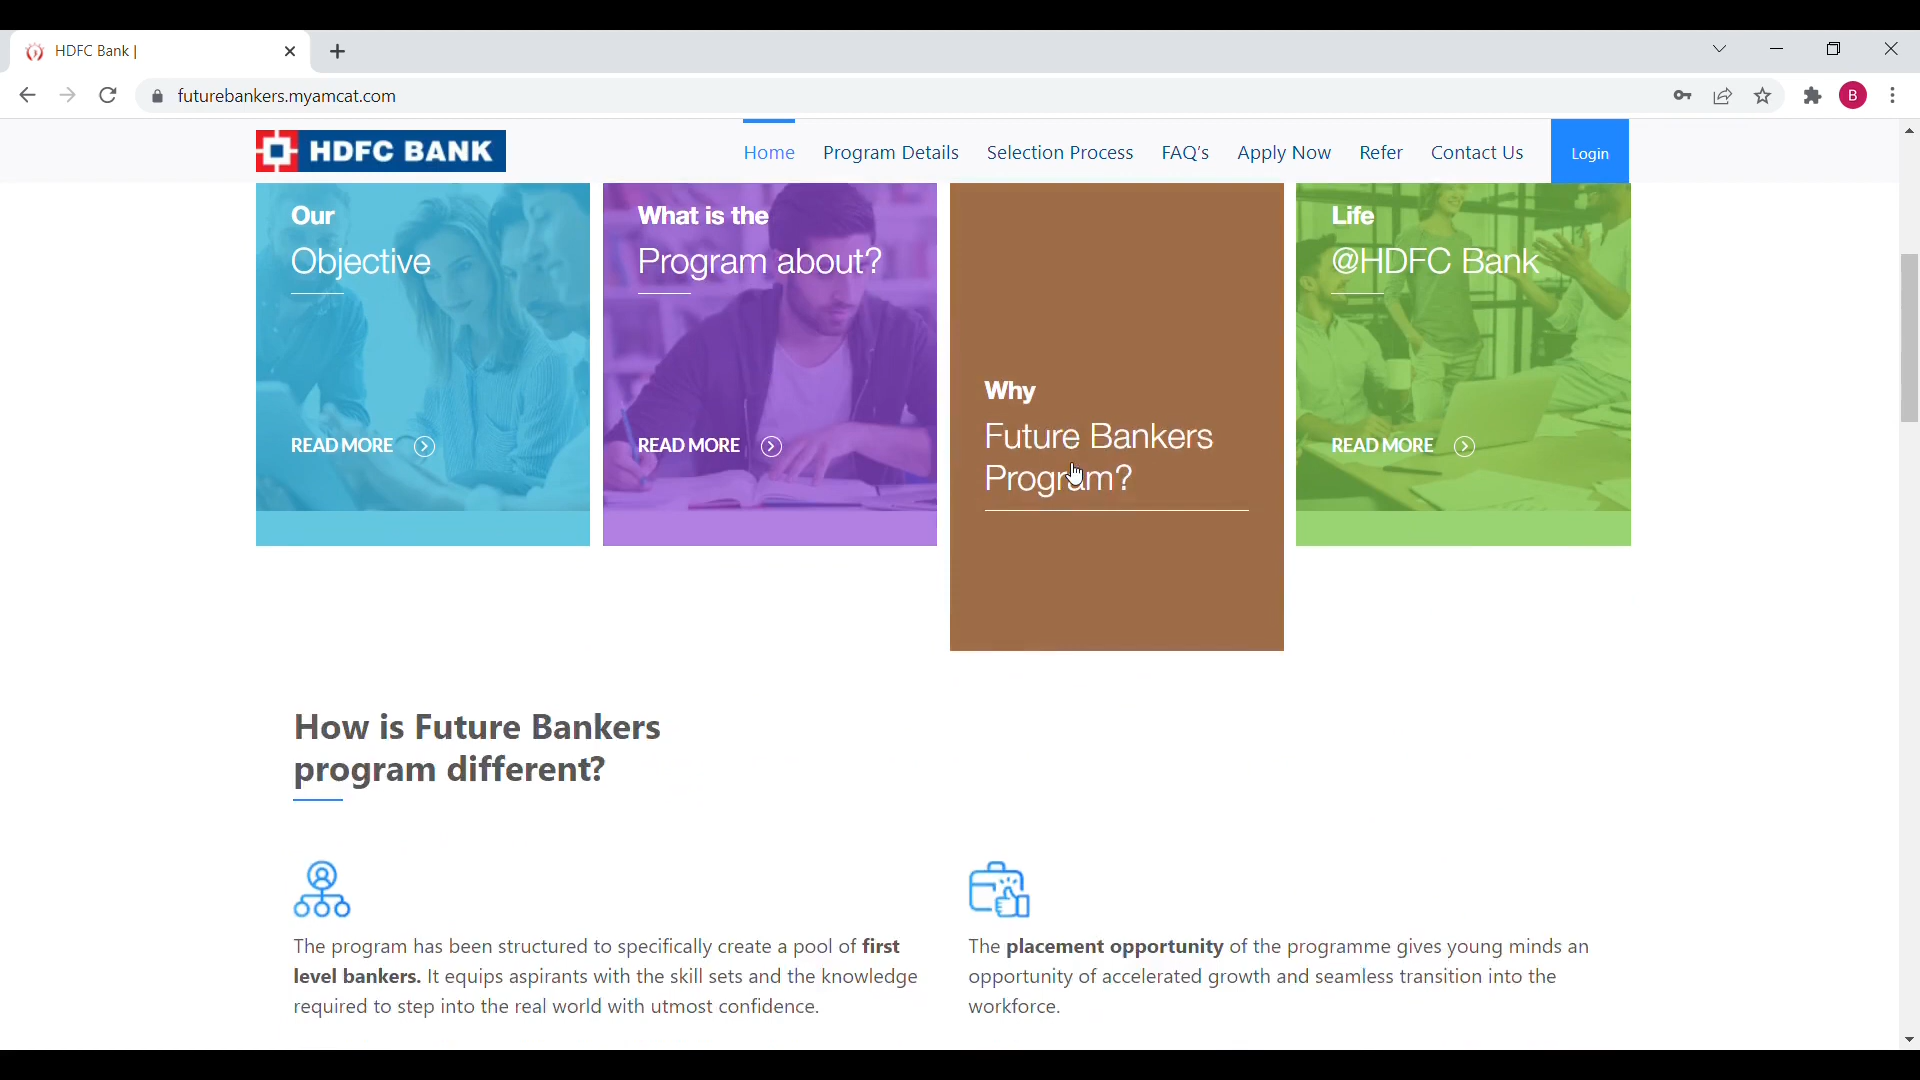 HDFC Bank |
futurebankers.myamcat.com
B
HDFC BANK
Home
Program Details
Selection Process
FAQ's
Apply Now
Refer
Contact Us
Login
Our
Objective
READ MORE
What is the
Program about?
READ MORE
Why
Future Bankers
Program?
Life
@HDFC Bank
READ MORE
How is Future Bankers
program different?
The program has been structured to specifically create a pool of first
level bankers. It equips aspirants with the skill sets and the knowledge
required to step into the real world with utmost confidence.
The placement opportunity of the programme gives young minds an
opportunity of accelerated growth and seamless transition into the
workforce.